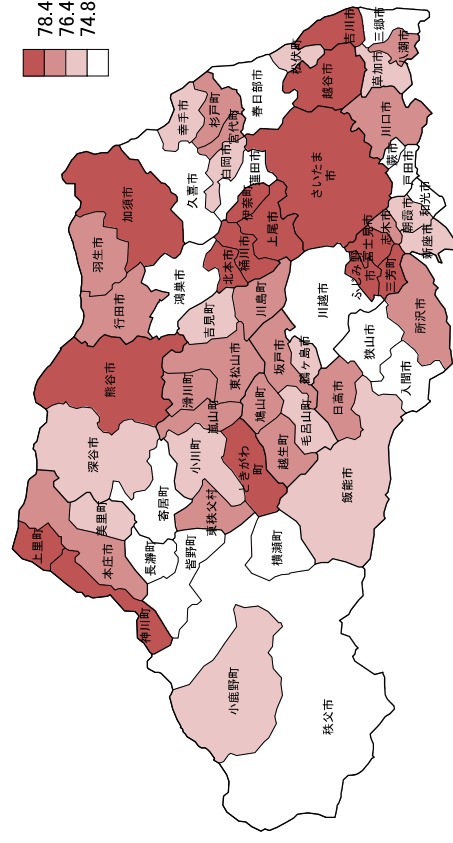 78.4
76.4
74.8
上里町
神川町
本庄市
美里町
深谷市
熊谷市
寄居町
長瀞町
皆野町
小鹿野町
秩父市
横瀬町
東秩父村
小川町
ときがわ
町
嵐山町
滑川町
東松山市
吉見町
鳩山町
越生町
毛呂山町
飯能市
日高市
坂戸市
鶴ヶ島市
川島町
川越市
狭山市
入間市
所沢市
行田市
羽生市
加須市
鴻巣市
北本市
桶川市
上尾市
伊奈町
久喜市
幸手市
杉戸町
宮代町
白岡市
蓮田市
春日部市
さいたま
市
ふじみ野
市
富士見市
三芳町
志木市
新座市
朝霞市
和光市
戸田市
蕨市
川口市
草加市
八潮市
三郷市
吉川市
松伏町
越谷市